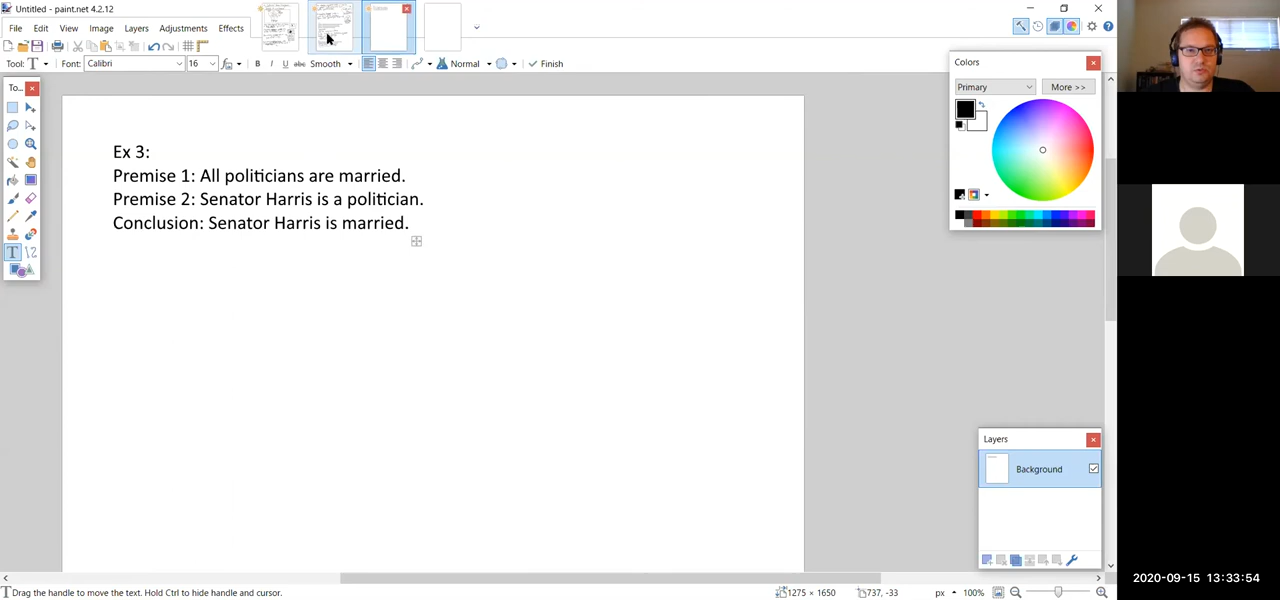 Untitled - paint.net 4.2.12
File Edit View Image Layers Adjustments Effects
Tool: T Font: Calibri 16 fx B I U abc Smooth Normal Finish
To...
Colors
Primary More >>
Ex 3:
Premise 1: All politicians are married.
Premise 2: Senator Harris is a politician.
Conclusion: Senator Harris is married.
Layers
Background
2020-09-15 13:33:54
Drag the handle to move the text. Hold Ctrl to hide handle and cursor.
1275 × 1650
737, -33
px
100%